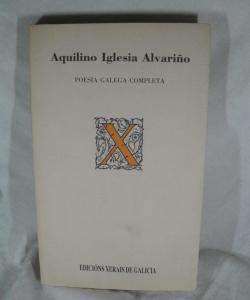 Aquilino Iglesia Alvariño
POESÍA GALEGA COMPLETA
X
EDICIÓNS XERAIS DE GALICIA